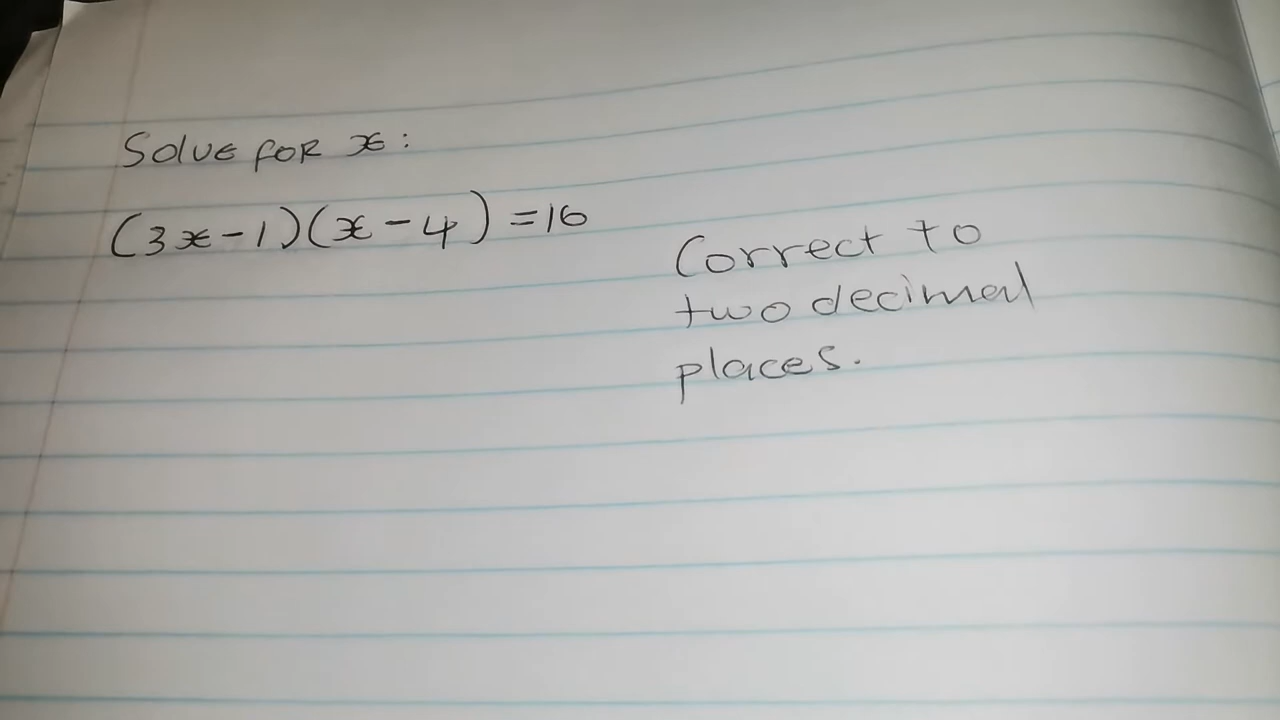 Solve for x:
(3x-1)(x-4)=16
Correct to
two decimal
places.